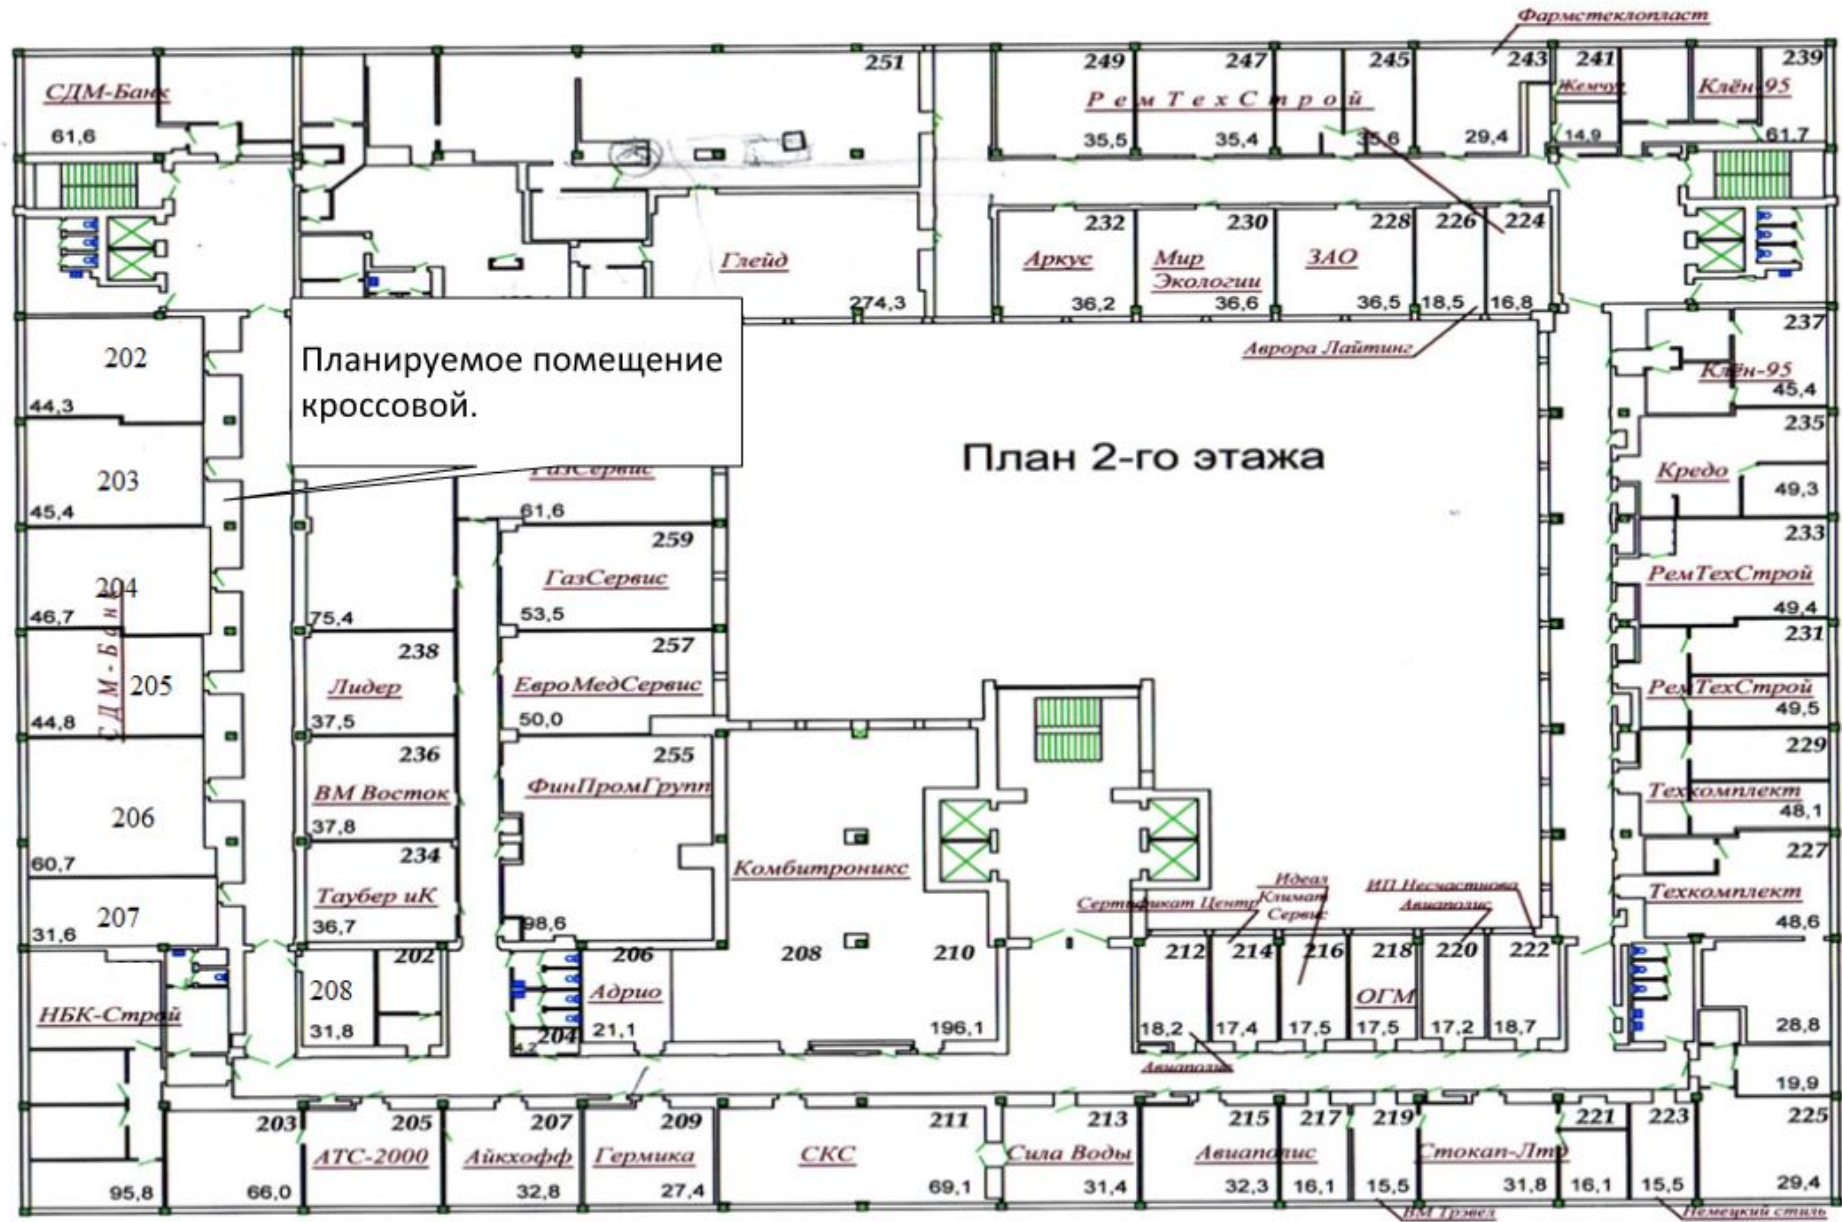 Фармстеклопласт
СДМ-Банк
61,6
251
249
247
245
243
241
239
РемТехСтрой
Жемчуг
Клён-95
35,5
35,4
35,6
29,4
14,9
61,7
Глейд
274,3
232
230
228
226
224
Аркус
Мир
Экологии
ЗАО
36,2
36,6
36,5
18,5
16,8
Аврора Лайтинг
Планируемое помещение
кроссовой.
План 2-го этажа
202
44,3
203
45,4
204
46,7
СДМ-Банк
205
44,8
206
60,7
207
31,6
НБК-Строй
95,8
75,4
238
Лидер
37,5
236
ВМ Восток
37,8
234
Таубер иК
36,7
208
31,8
202
ГазСервис
61,6
259
ГазСервис
53,5
257
ЕвроМедСервис
50,0
255
ФинПромГрупп
98,6
204
4,2
206
Адрио
21,1
Комбитроникс
208
210
196,1
Сертификат Центр
Идеал
Климат
Сервис
ИП Несчастнова
Авиаполис
212
214
216
218
220
222
ОГМ
18,2
17,4
17,5
17,5
17,2
18,7
Авиаполис
237
Клён-95
45,4
235
Кредо
49,3
233
РемТехСтрой
49,4
231
РемТехСтрой
49,5
229
Техкомплект
48,1
227
Техкомплект
48,6
28,8
19,9
203
66,0
205
АТС-2000
207
Айкхофф
32,8
209
Гермика
27,4
211
СКС
69,1
213
Сила Воды
31,4
215
Авиаполис
32,3
217
16,1
219
15,5
Стокап-Лтд
31,8
221
16,1
223
15,5
225
29,4
ВМ Трэвел
Немецкий стиль